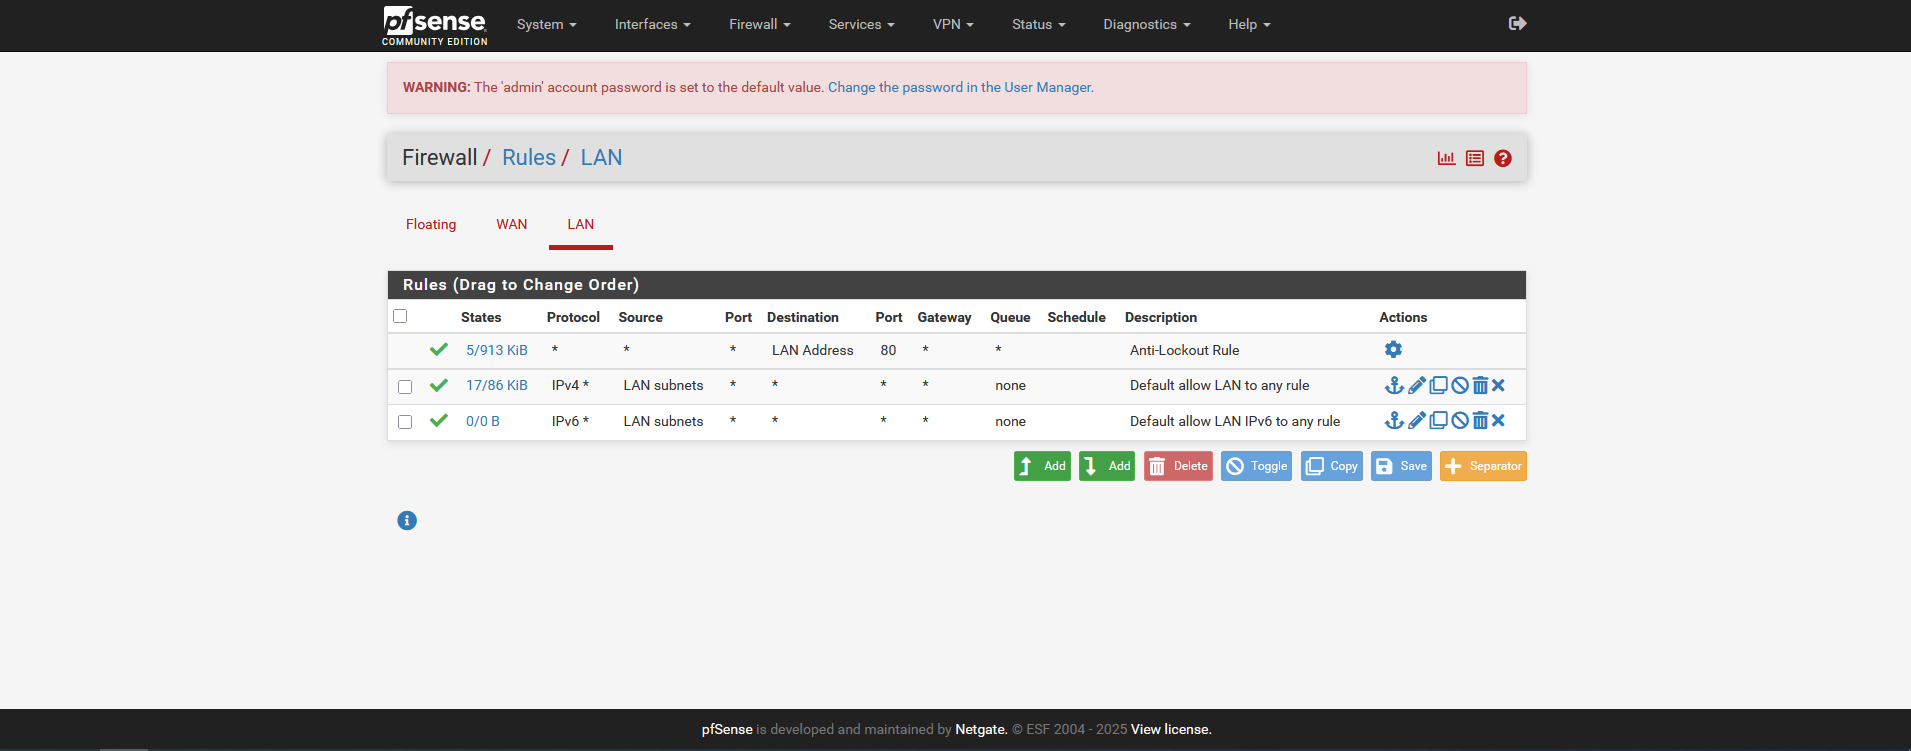 pfsense
COMMUNITY EDITION
System Interfaces Firewall Services VPN Status Diagnostics Help
WARNING: The 'admin' account password is set to the default value. Change the password in the User Manager.
Firewall / Rules / LAN
Floating WAN LAN
Rules (Drag to Change Order)
States Protocol Source Port Destination Port Gateway Queue Schedule Description Actions
5/913 KiB * * * LAN Address 80 * * Anti-Lockout Rule
17/86 KiB IPv4 * LAN subnets * * * * none Default allow LAN to any rule
0/0 B IPv6 * LAN subnets * * * * none Default allow LAN IPv6 to any rule
Add Add Delete Toggle Copy Save Separator
pfSense is developed and maintained by Netgate. © ESF 2004 - 2025 View license.